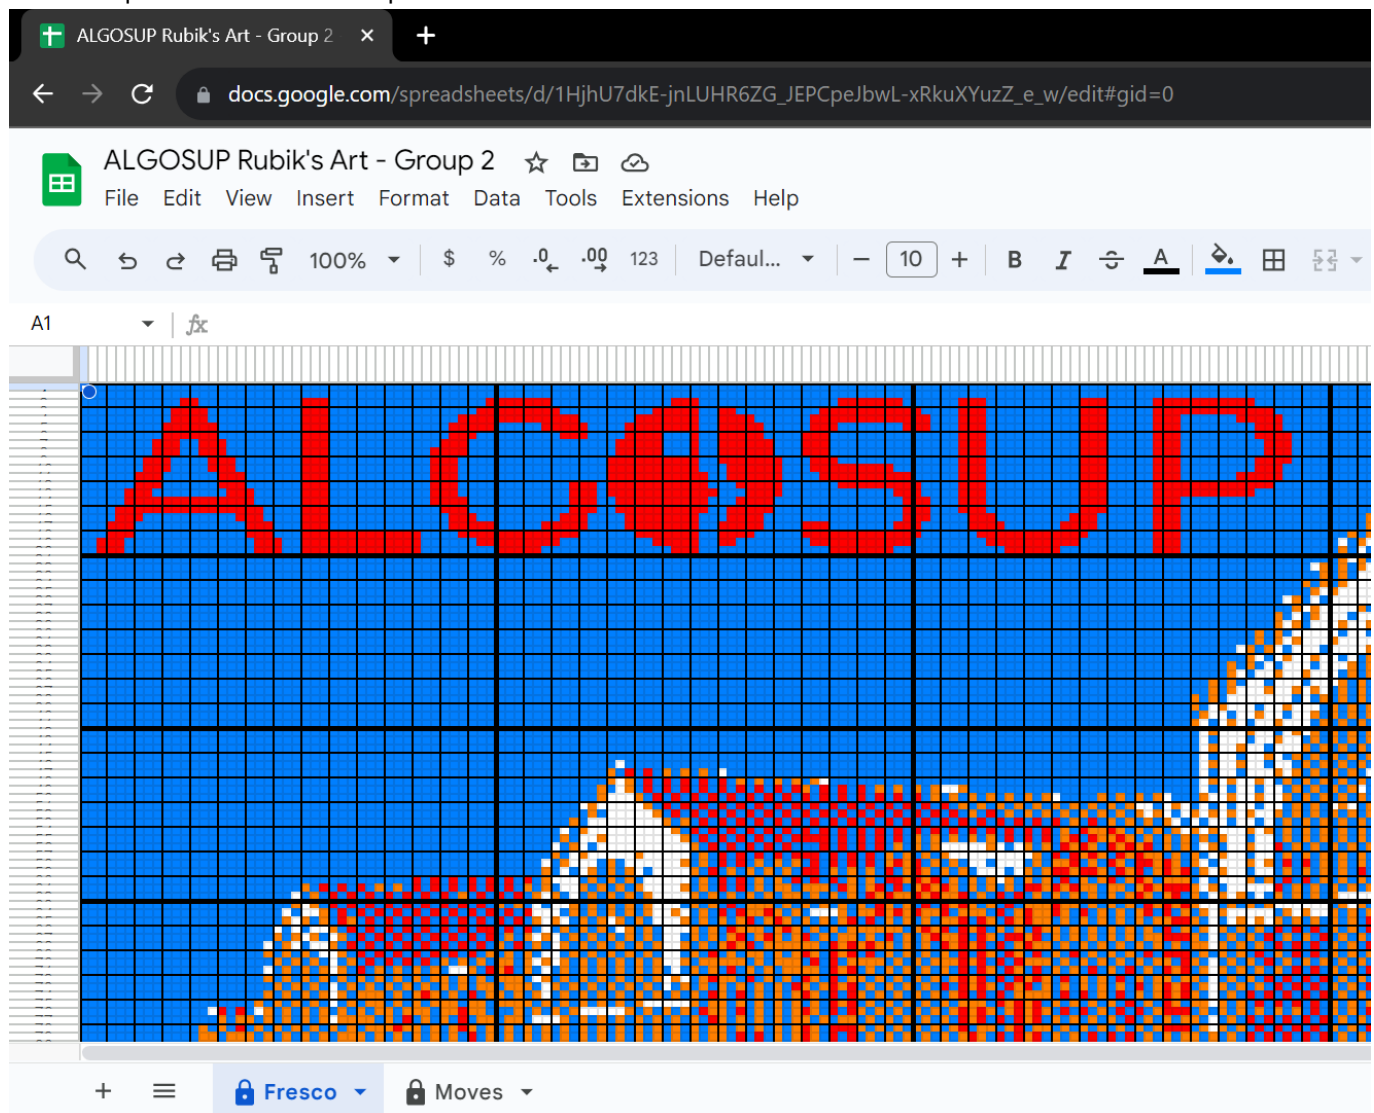 ALGOSUP Rubik's Art - Group 2
docs.google.com/spreadsheets/d/1HjhU7dkE-jnLUHR6ZG_JEPCpeJbwL-xRkuXYuzZ_e_w/edit#gid=0
ALGOSUP Rubik's Art - Group 2
File Edit View Insert Format Data Tools Extensions Help
100% $ % .0 .00 123 Defaul... − 10 + B I S A
A1 fx
ALGOSUP
Fresco Moves